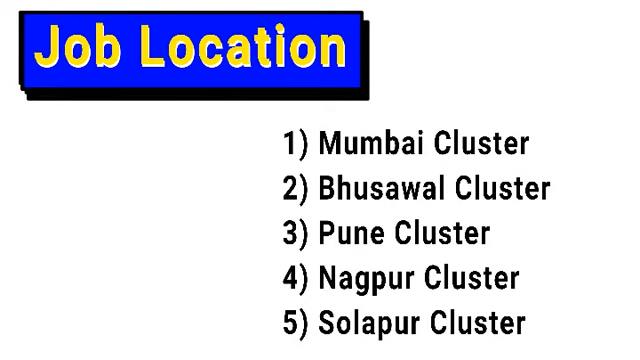 Job Location
1) Mumbai Cluster
2) Bhusawal Cluster
3) Pune Cluster
4) Nagpur Cluster
5) Solapur Cluster